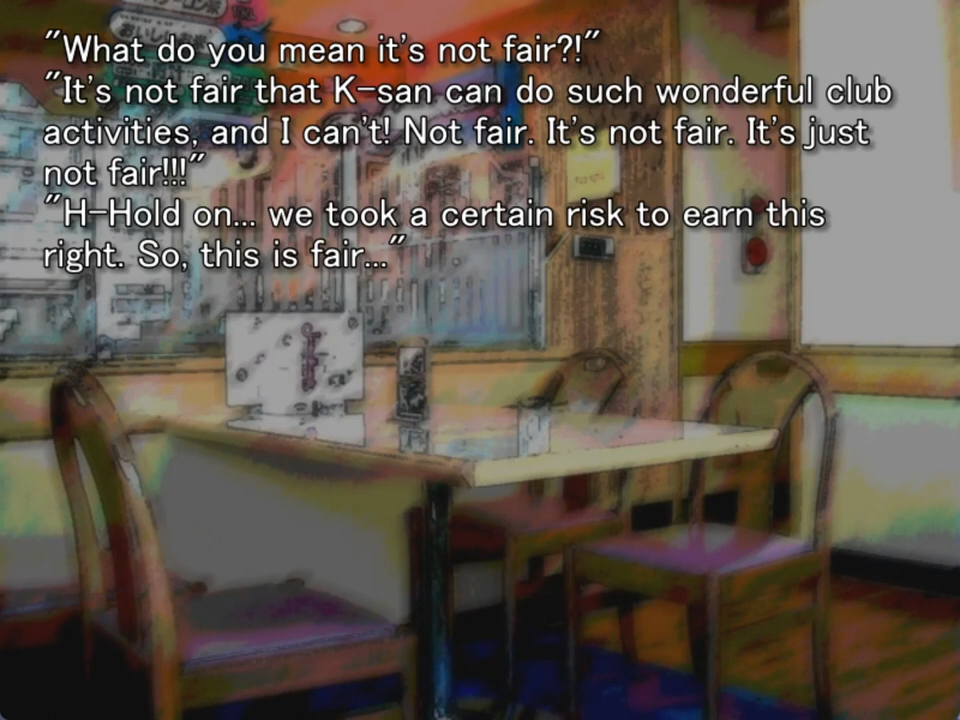 "What do you mean it's not fair?!"
"It's not fair that K-san can do such wonderful club
activities, and I can't! Not fair. It's not fair. It's just
not fair!!!"
"H-Hold on... we took a certain risk to earn this
right. So, this is fair..."